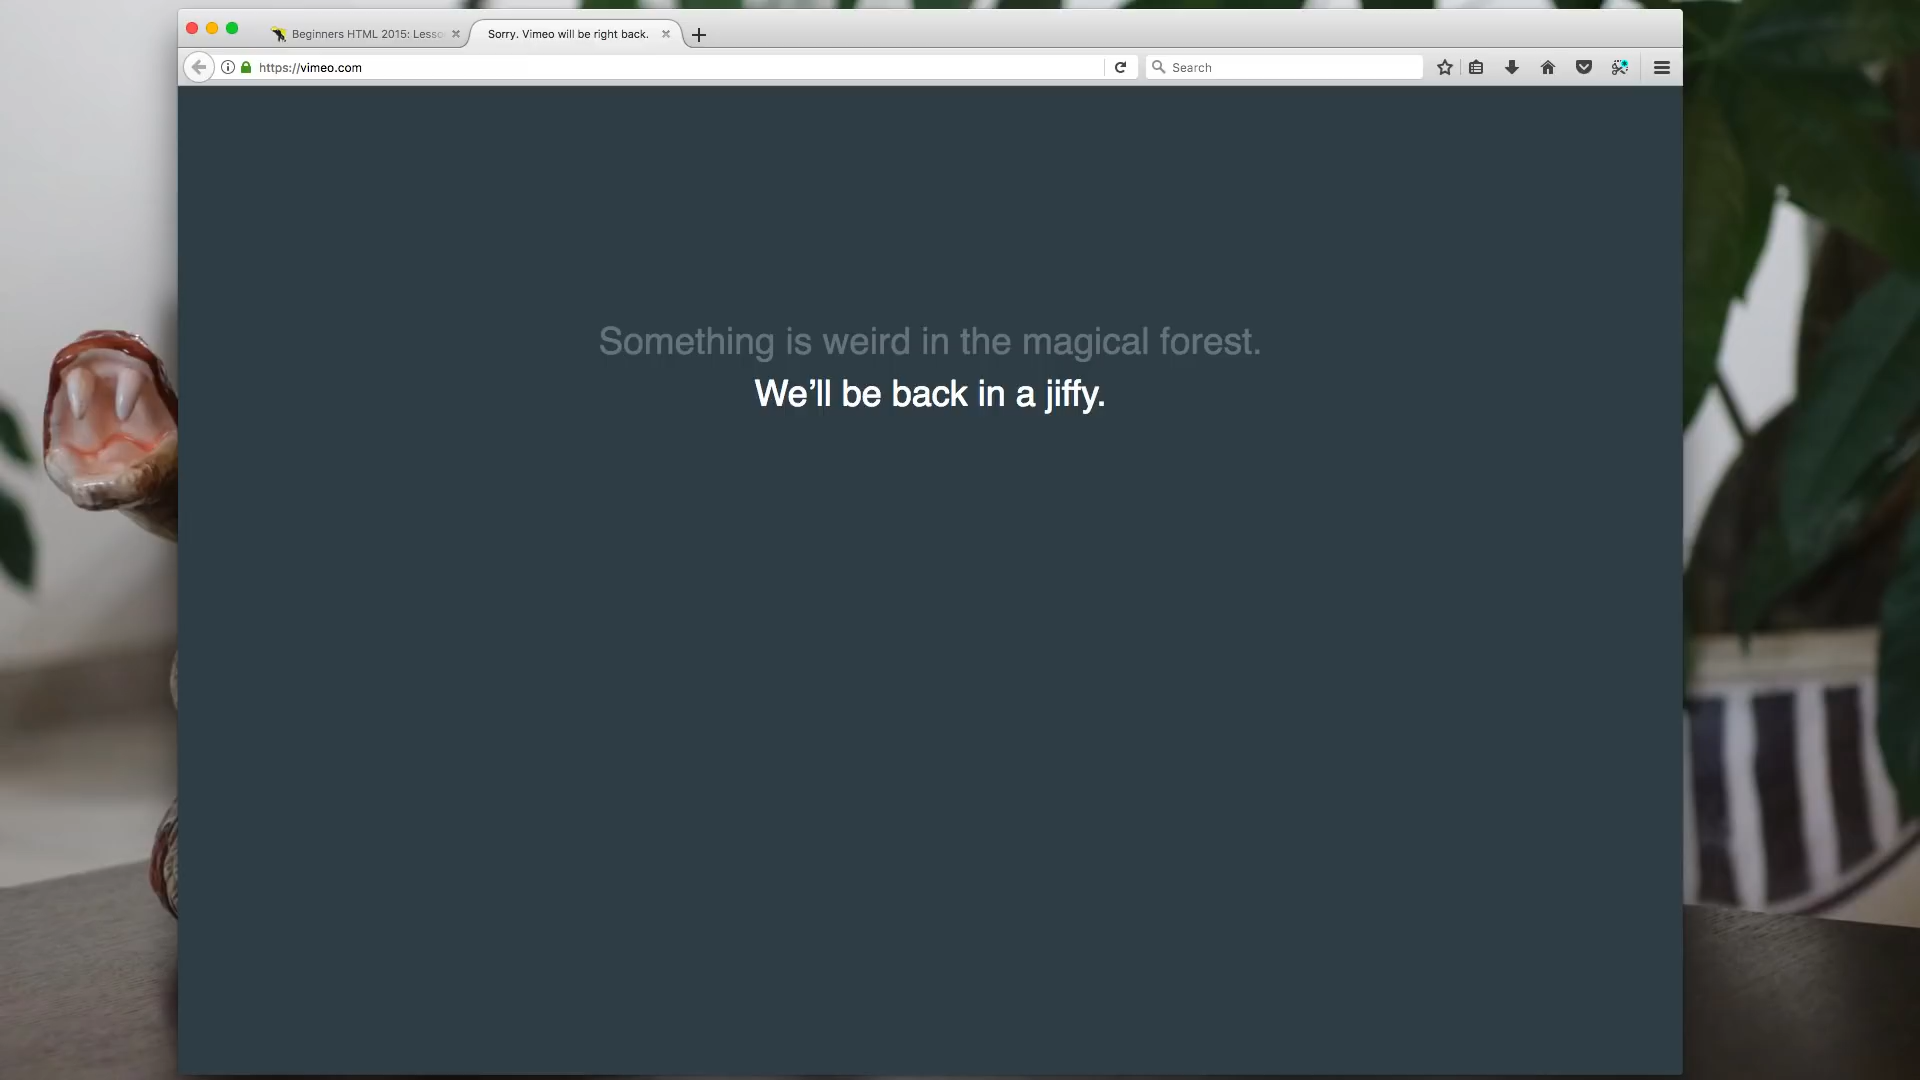 Beginners HTML 2015: Lesso
Sorry. Vimeo will be right back.
https://vimeo.com
Search
Something is weird in the magical forest.
We’ll be back in a jiffy.